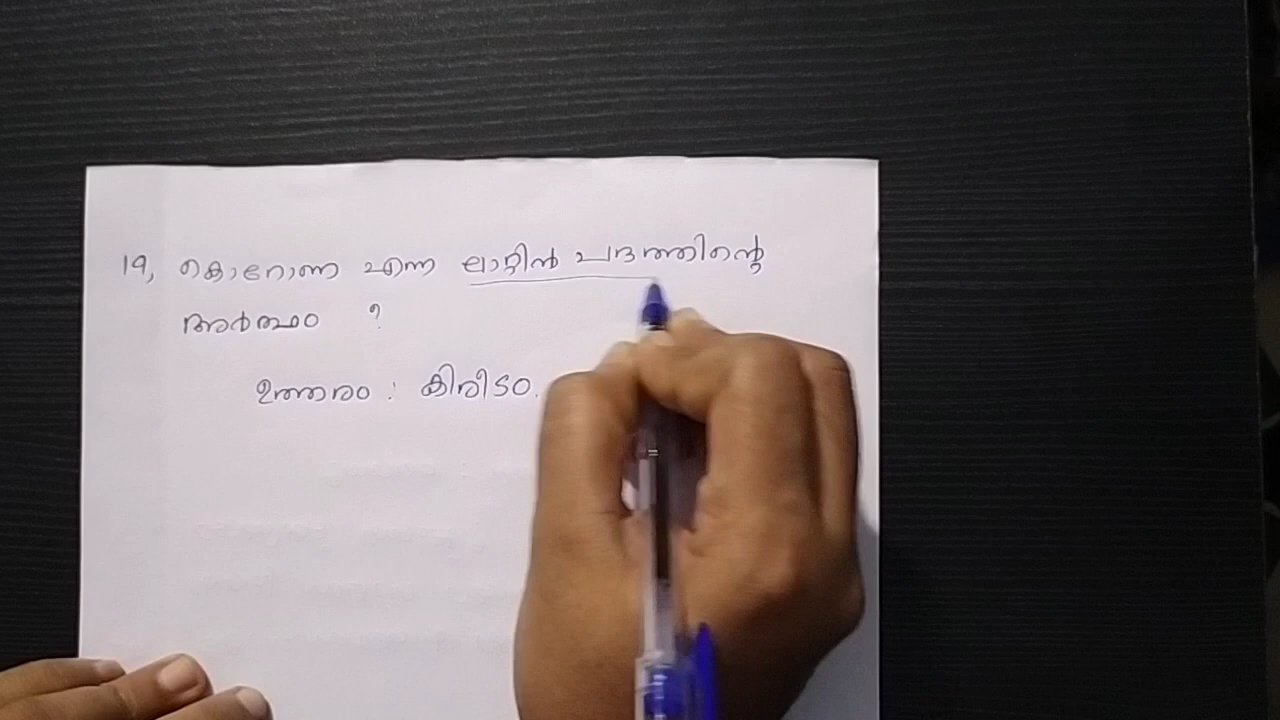 19, കൊറോണ എന്ന ലാറ്റിൻ പദത്തിന്റെ
അർത്ഥം ?
ഉത്തരം : കിരീടം.